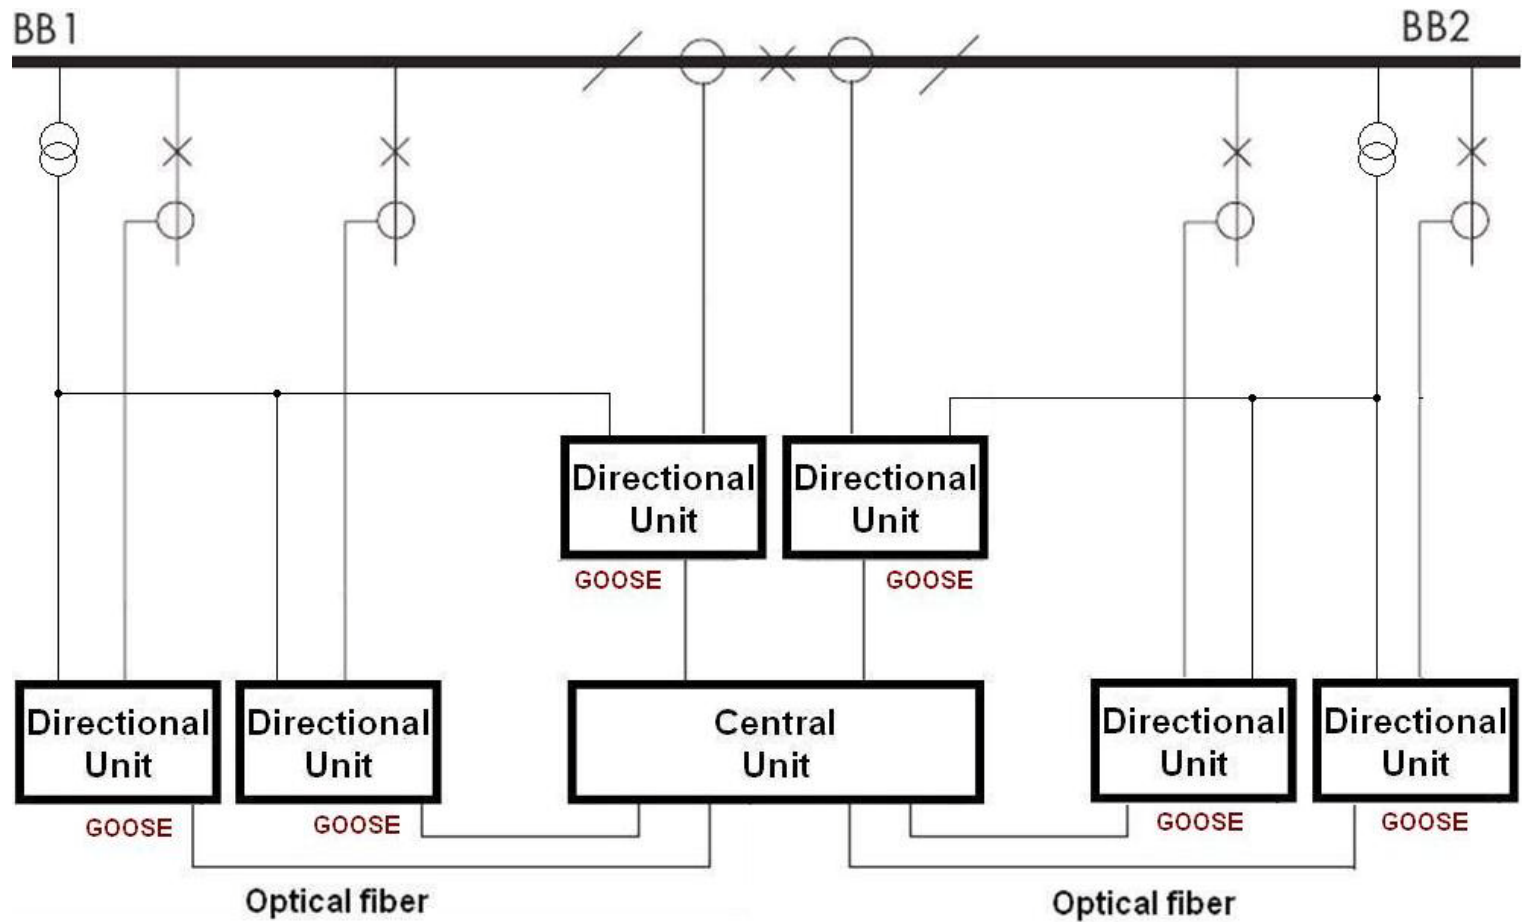 BB1
BB2
Directional
Unit
Directional
Unit
GOOSE
GOOSE
Directional
Unit
Directional
Unit
Central
Unit
Directional
Unit
Directional
Unit
GOOSE
GOOSE
GOOSE
GOOSE
Optical fiber
Optical fiber